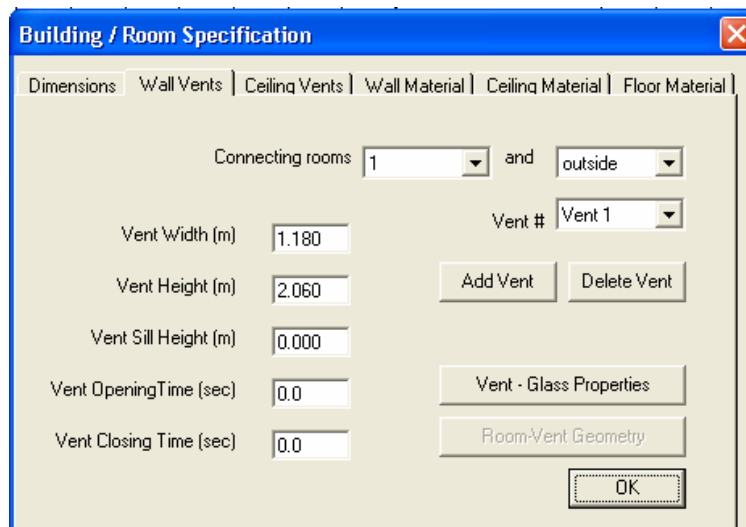 Building / Room Specification
Dimensions Wall Vents Ceiling Vents Wall Material Ceiling Material Floor Material
Connecting rooms 1 and outside
Vent # Vent 1
Vent Width (m) 1.180
Vent Height (m) 2.060
Add Vent Delete Vent
Vent Sill Height (m) 0.000
Vent OpeningTime (sec) 0.0
Vent - Glass Properties
Vent Closing Time (sec) 0.0
Room-Vent Geometry
OK